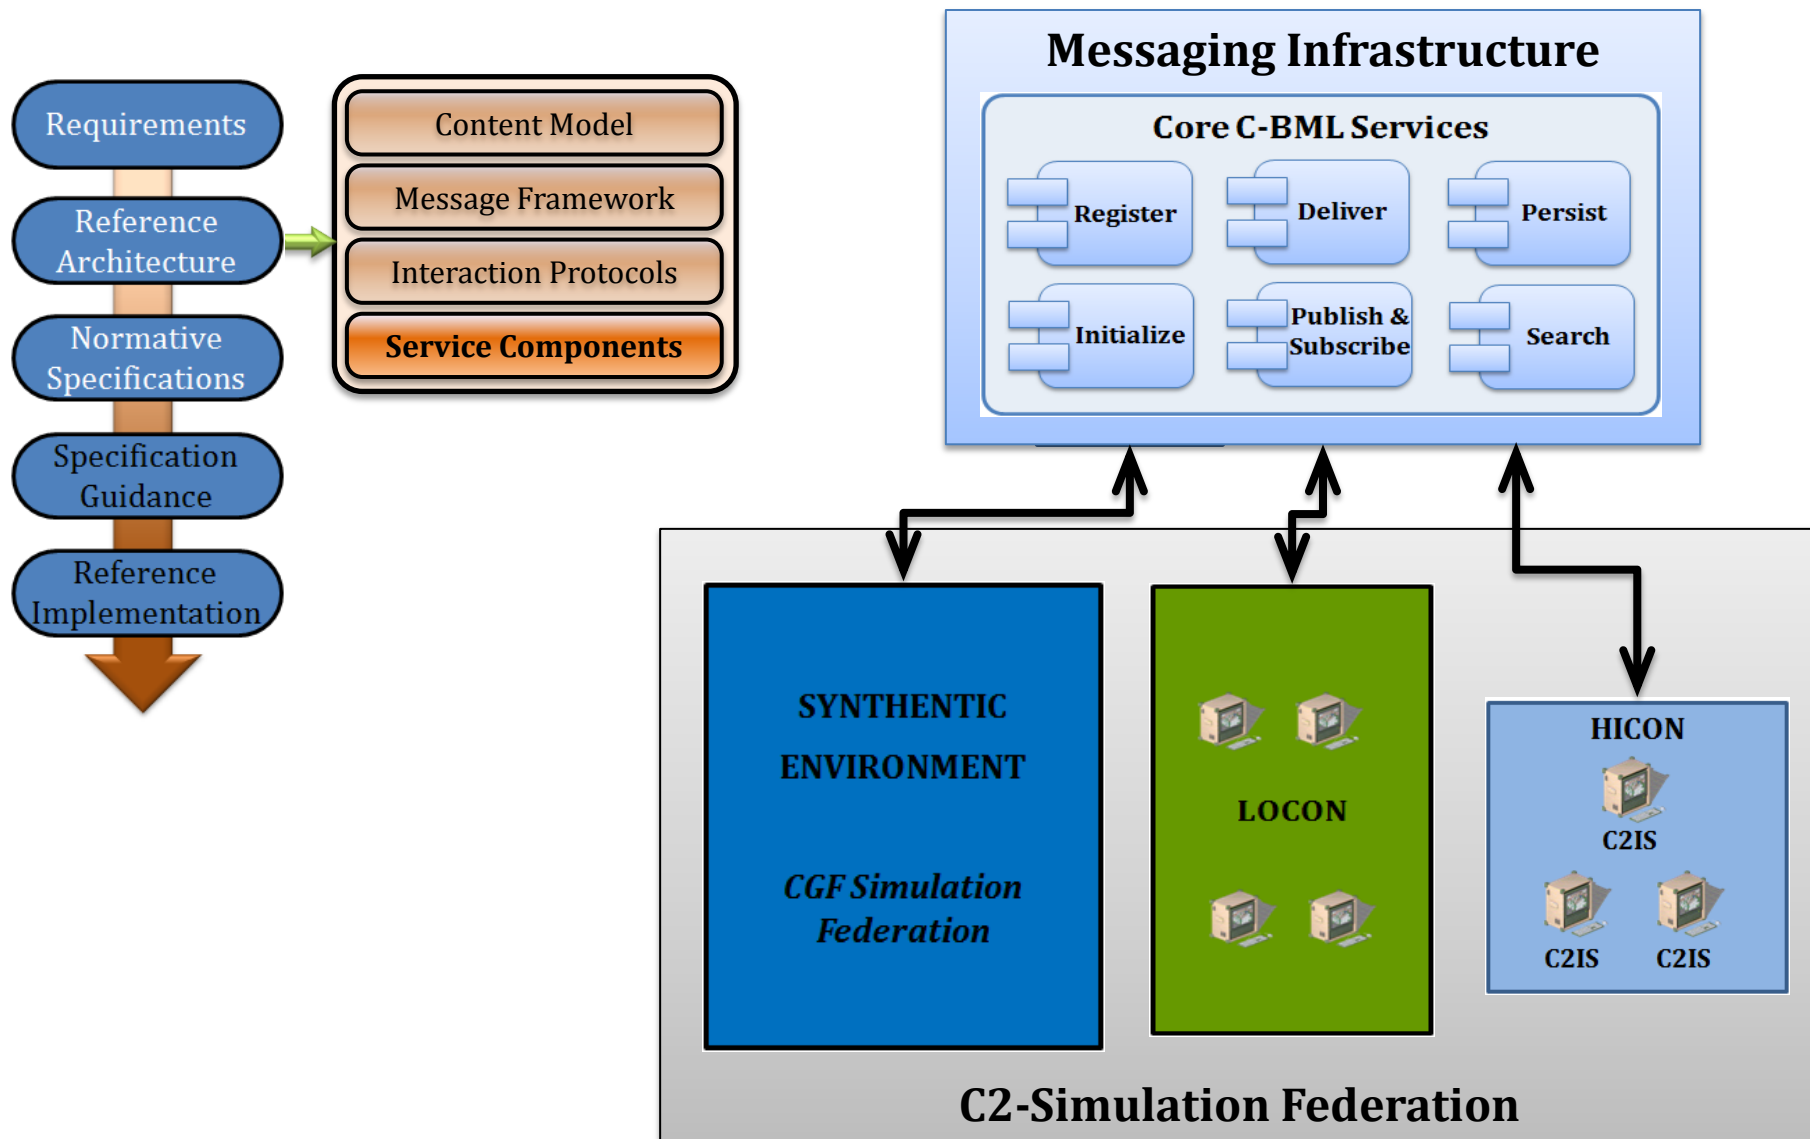 Requirements
Reference
Architecture
Normative
Specifications
Specification
Guidance
Reference
Implementation
Content Model
Message Framework
Interaction Protocols
Service Components
Messaging Infrastructure
Core C-BML Services
Register
Deliver
Persist
Initialize
Publish &
Subscribe
Search
SYNTHENTIC
ENVIRONMENT
CGF Simulation
Federation
LOCON
HICON
C2IS
C2IS
C2IS
C2-Simulation Federation